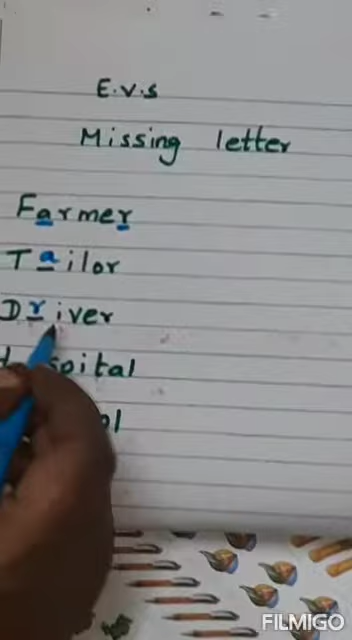 E.V.S
Missing letter
Farmer
Tailor
Driver
FILMIGO